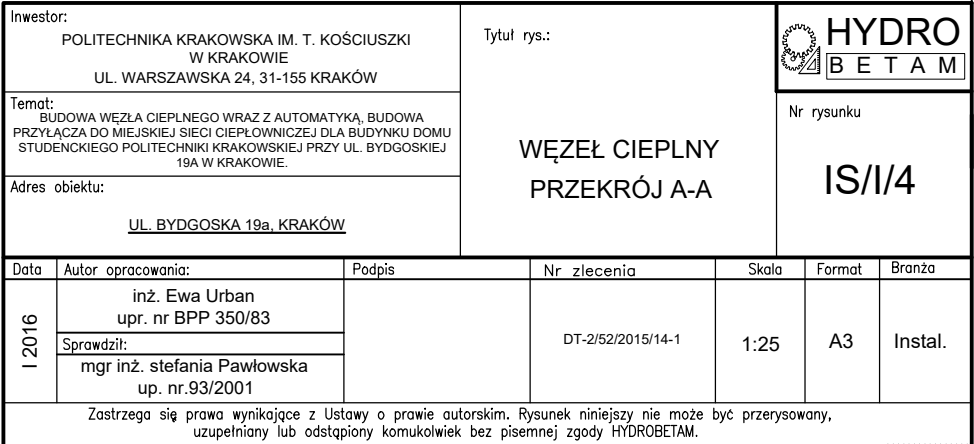 Inwestor:
POLITECHNIKA KRAKOWSKA IM. T. KOŚCIUSZKI
W KRAKOWIE
UL. WARSZAWSKA 24, 31-155 KRAKÓW
Temat:
BUDOWA WĘZŁA CIEPLNEGO WRAZ Z AUTOMATYKĄ, BUDOWA
PRZYŁĄCZA DO MIEJSKIEJ SIECI CIEPŁOWNICZEJ DLA BUDYNKU DOMU
STUDENCKIEGO POLITECHNIKI KRAKOWSKIEJ PRZY UL. BYDGOSKIEJ
19A W KRAKOWIE.
Adres obiektu:
UL. BYDGOSKA 19a, KRAKÓW
Tytuł rys.:
WĘZEŁ CIEPLNY
PRZEKRÓJ A-A
HYDRO
BETAM
Nr rysunku
IS/I/4
Data
I 2016
Autor opracowania:
inż. Ewa Urban
upr. nr BPP 350/83
Sprawdził:
mgr inż. stefania Pawłowska
up. nr.93/2001
Podpis
Nr zlecenia
DT-2/52/2015/14-1
Skala
1:25
Format
A3
Branża
Instal.
Zastrzega się prawa wynikające z Ustawy o prawie autorskim. Rysunek niniejszy nie może być przerysowany,
uzupełniany lub odstąpiony komukolwiek bez pisemnej zgody HYDROBETAM.